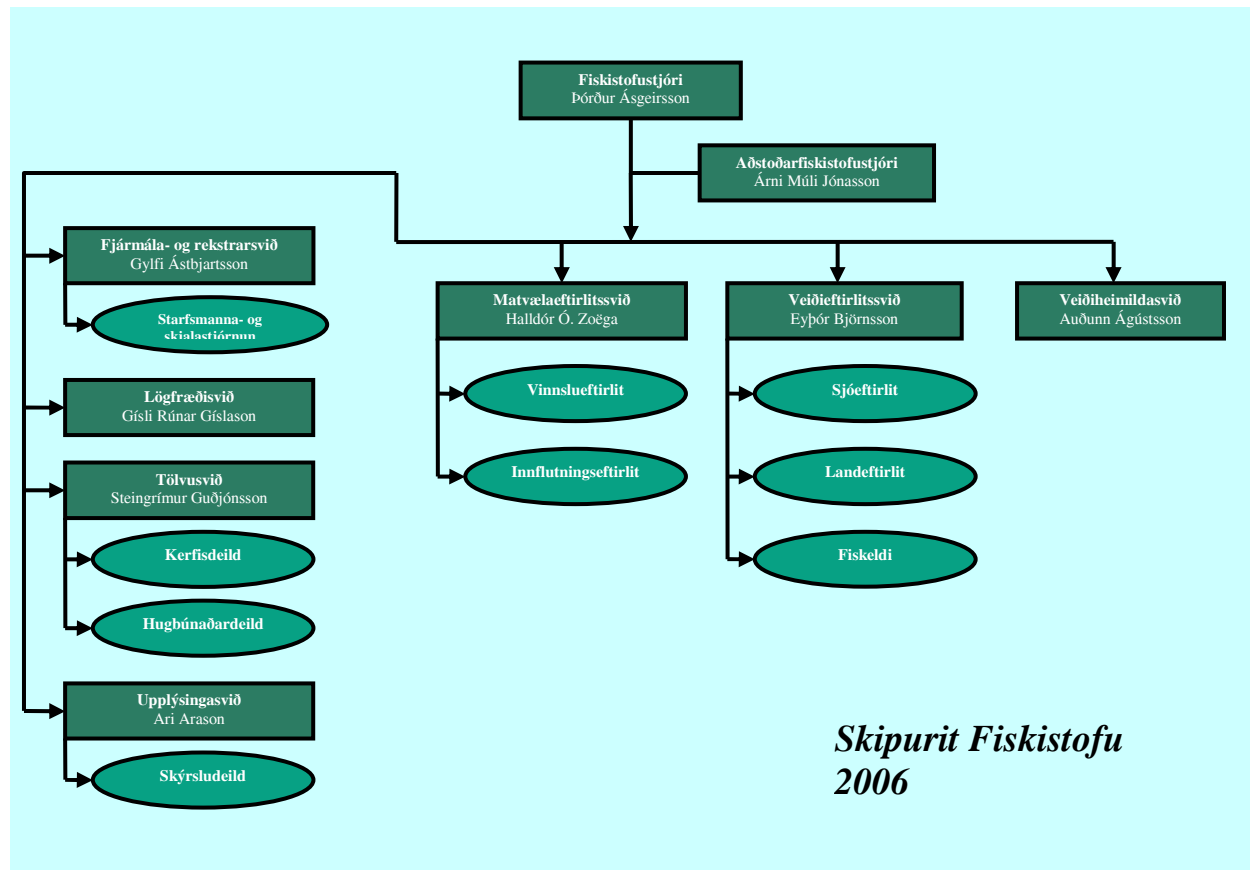 Fiskistofustjóri
Þórður Ásgeirsson
Aðstoðarfiskistofustjóri
Árni Múli Jónasson
Fjármála- og rekstrarsvið
Gylfi Ástbjartsson
Starfsmanna- og
skjalastjórnun
Lögfræðisvið
Gísli Rúnar Gíslason
Tölvusvið
Steingrímur Guðjónsson
Kerfisdeild
Hugbúnaðardeild
Upplýsingasvið
Ari Arason
Skýrsludeild
Matvælaeftirlitssvið
Halldór Ó. Zoëga
Vinnslueftirlit
Innflutningseftirlit
Veiðieftirlitssvið
Eyþór Björnsson
Sjóeftirlit
Landeftirlit
Fiskeldi
Veiðiheimildasvið
Auðunn Ágústsson
Skipurit Fiskistofu
2006